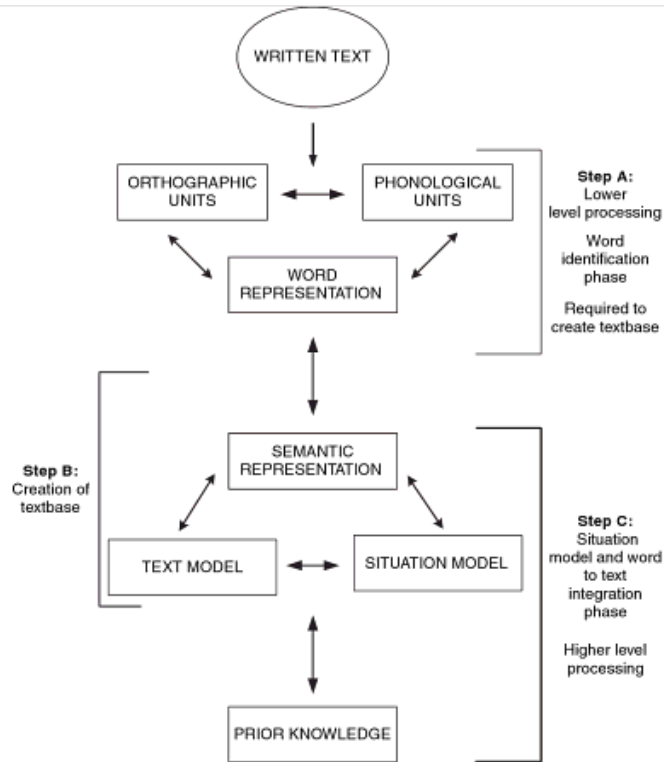 WRITTEN TEXT
ORTHOGRAPHIC
UNITS
PHONOLOGICAL
UNITS
WORD
REPRESENTATION
Step A:
Lower
level processing
Word
identification
phase
Required to
create textbase
SEMANTIC
REPRESENTATION
Step B:
Creation of
textbase
TEXT MODEL
SITUATION MODEL
Step C:
Situation
model and word
to text
integration
phase
Higher level
processing
PRIOR KNOWLEDGE